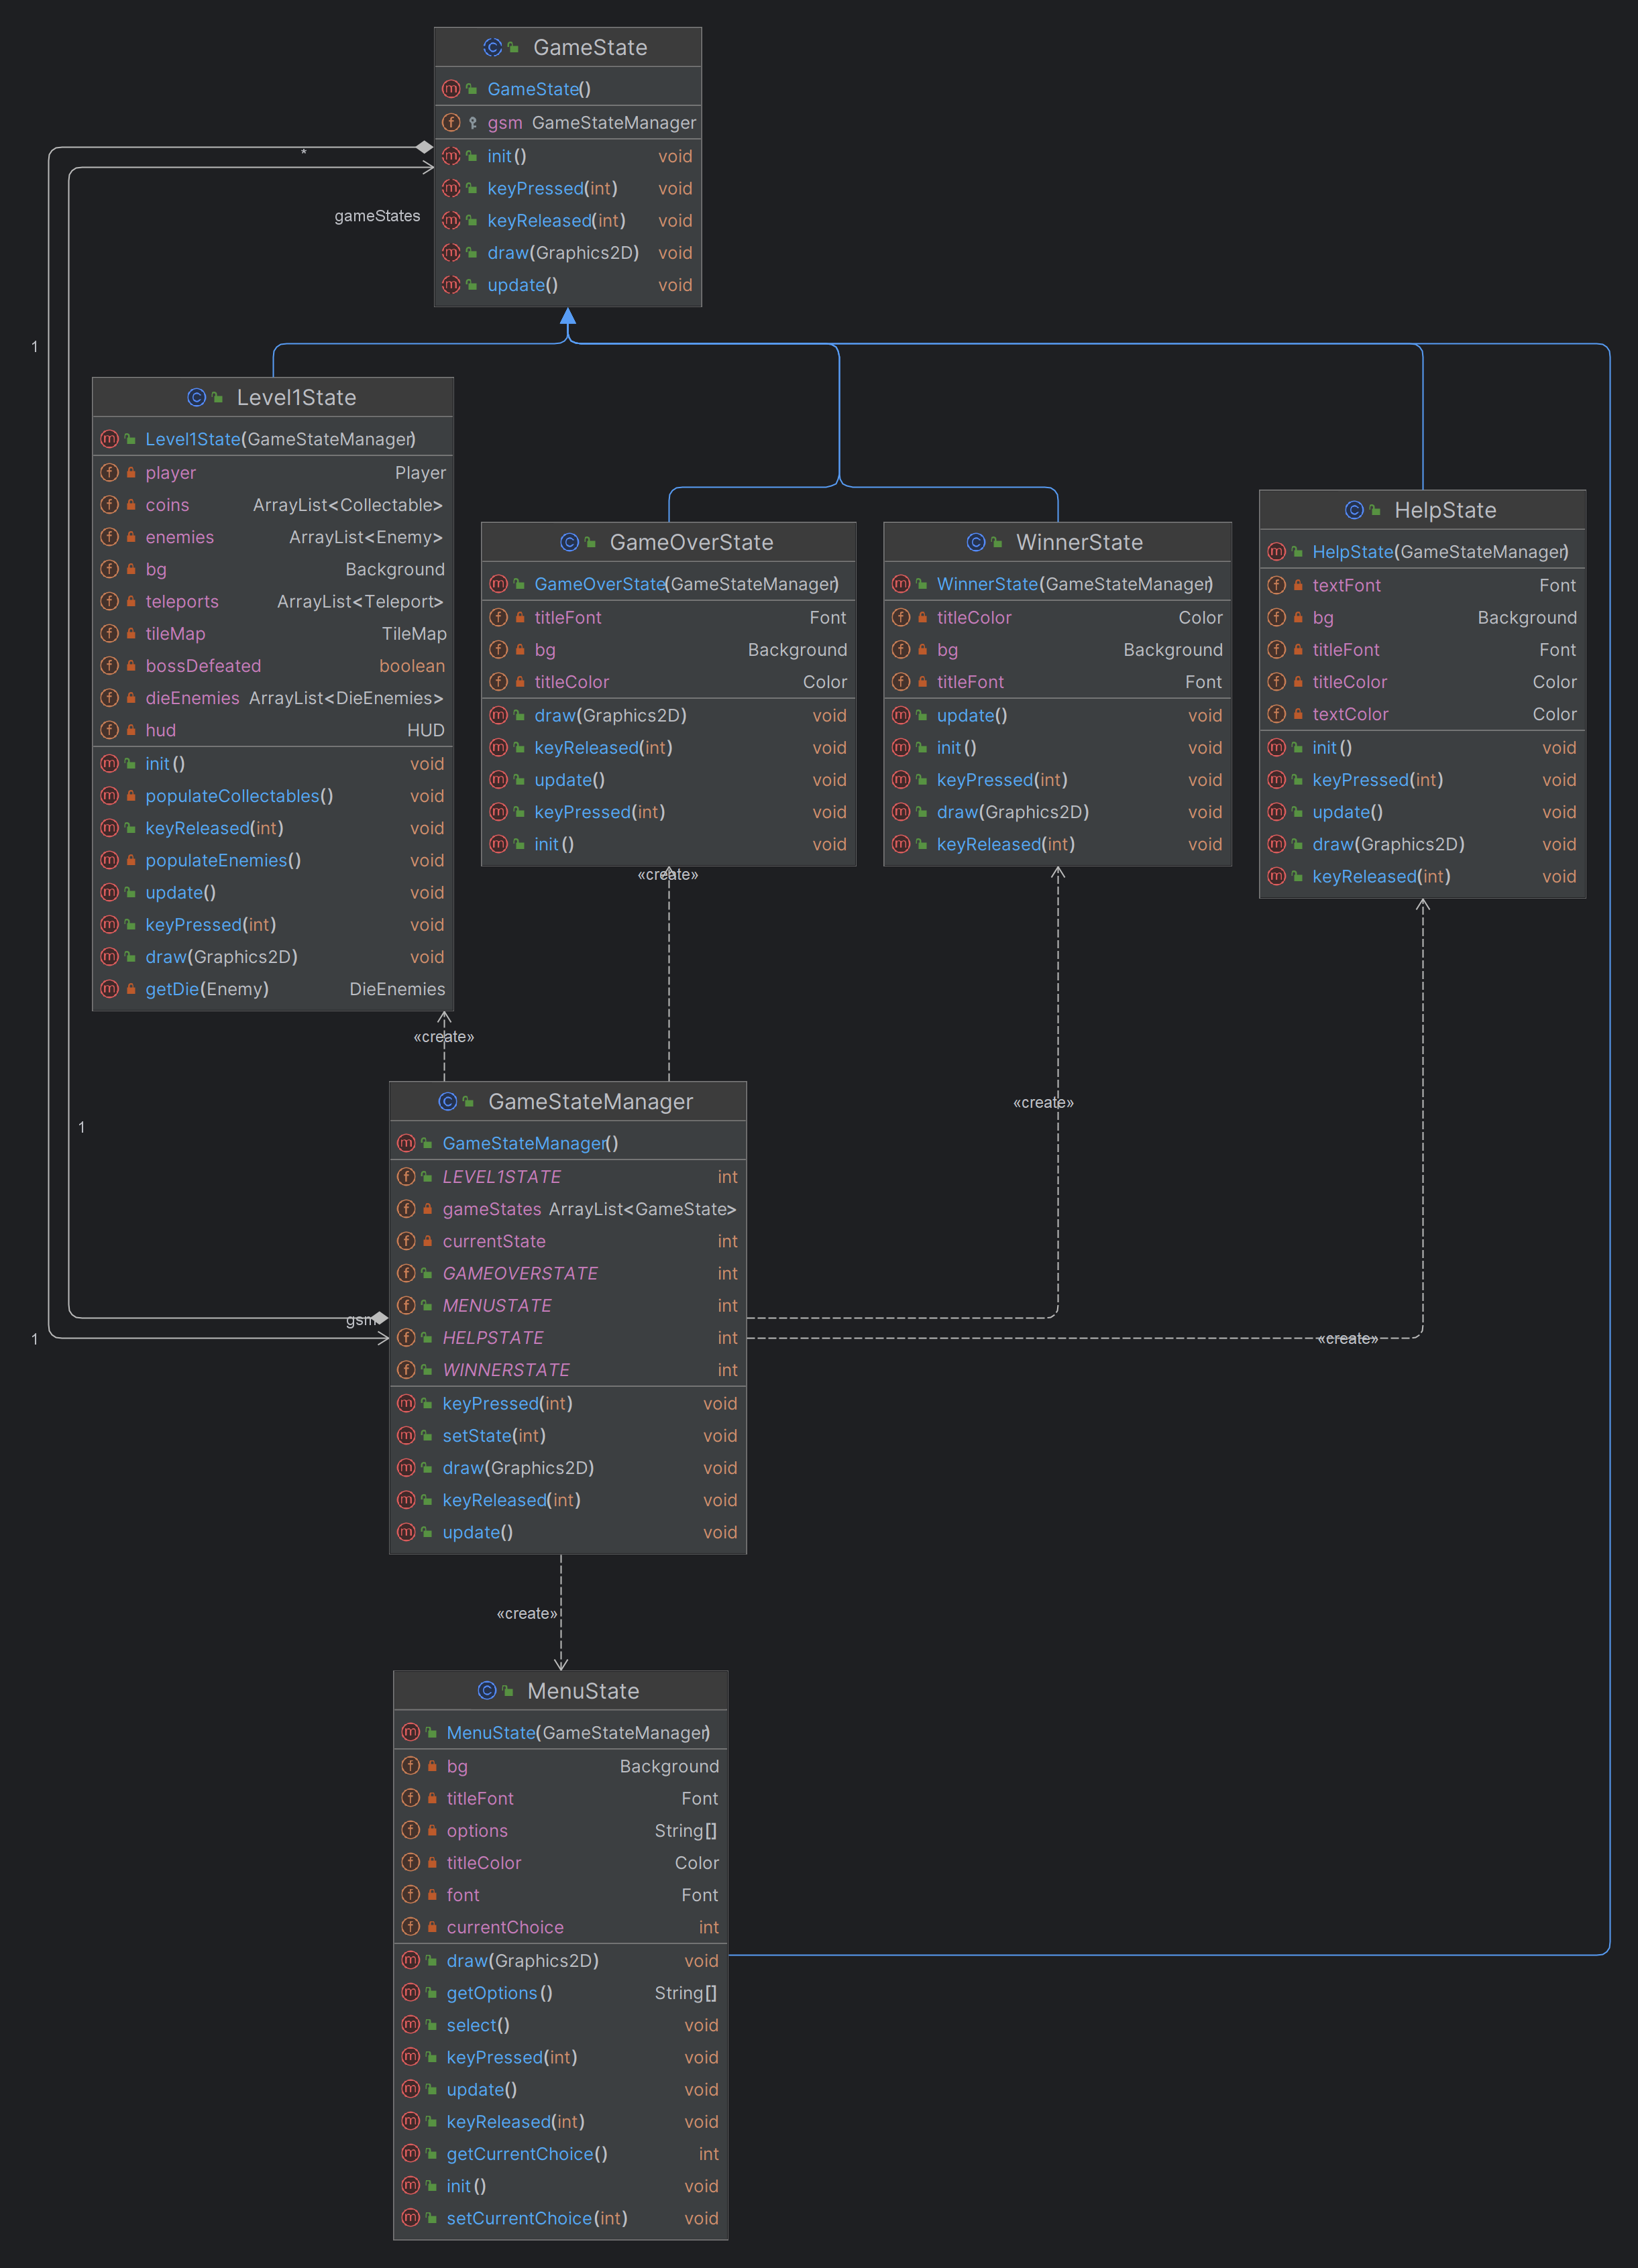 GameState
GameState()
gsm GameStateManager
init() void
keyPressed(int) void
keyReleased(int) void
draw(Graphics2D) void
update() void
*
gameStates
1
Level1State
Level1State(GameStateManager)
player Player
coins ArrayList<Collectable>
enemies ArrayList<Enemy>
bg Background
teleports ArrayList<Teleport>
tileMap TileMap
bossDefeated boolean
dieEnemies ArrayList<DieEnemies>
hud HUD
init() void
populateCollectables() void
keyReleased(int) void
populateEnemies() void
update() void
keyPressed(int) void
draw(Graphics2D) void
getDie(Enemy) DieEnemies
GameOverState
GameOverState(GameStateManager)
titleFont Font
bg Background
titleColor Color
draw(Graphics2D) void
keyReleased(int) void
update() void
keyPressed(int) void
init() void
WinnerState
WinnerState(GameStateManager)
titleColor Color
bg Background
titleFont Font
update() void
init() void
keyPressed(int) void
draw(Graphics2D) void
keyReleased(int) void
HelpState
HelpState(GameStateManager)
textFont Font
bg Background
titleFont Font
titleColor Color
textColor Color
init() void
keyPressed(int) void
update() void
draw(Graphics2D) void
keyReleased(int) void
«create»
«create»
«create»
«create»
1
gsm
1
GameStateManager
GameStateManager()
LEVEL1STATE int
gameStates ArrayList<GameState>
currentState int
GAMEOVERSTATE int
MENUSTATE int
HELPSTATE int
WINNERSTATE int
keyPressed(int) void
setState(int) void
draw(Graphics2D) void
keyReleased(int) void
update() void
«create»
MenuState
MenuState(GameStateManager)
bg Background
titleFont Font
options String[]
titleColor Color
font Font
currentChoice int
draw(Graphics2D) void
getOptions() String[]
select() void
keyPressed(int) void
update() void
keyReleased(int) void
getCurrentChoice() int
init() void
setCurrentChoice(int) void